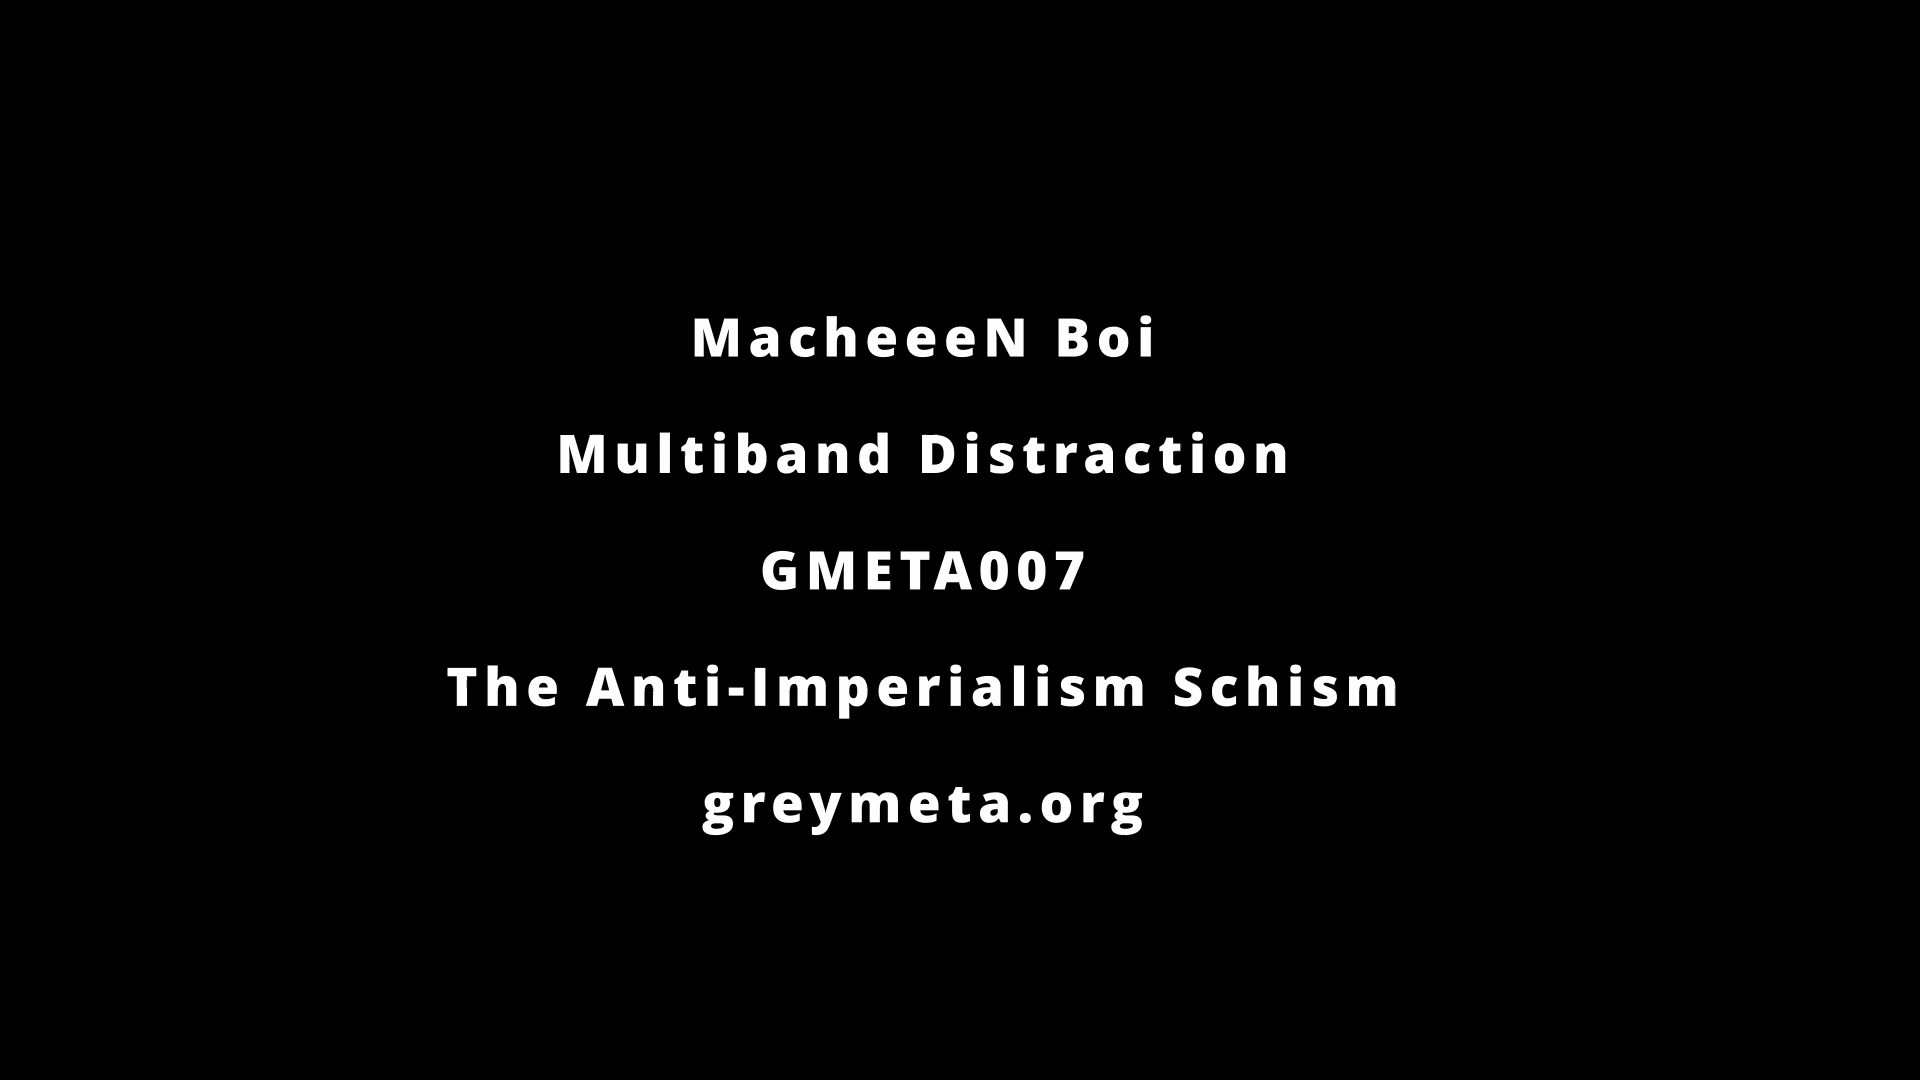 MacheeeN Boi
Multiband Distraction
GMETA007
The Anti-Imperialism Schism
greymeta.org